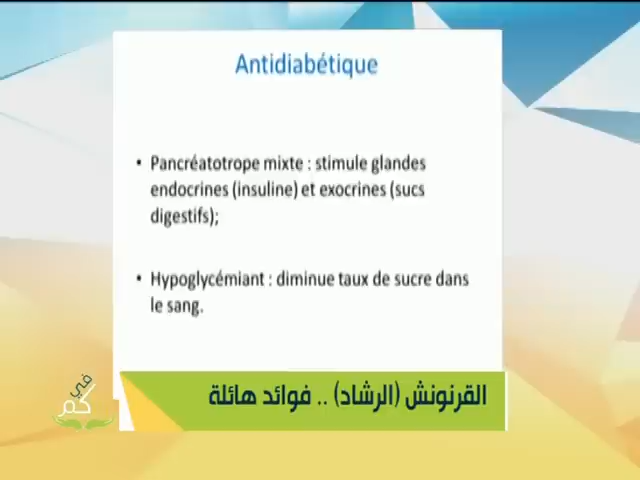 Antidiabétique
• Pancréatotrope mixte : stimule glandes
endocrines (insuline) et exocrines (sucs
digestifs);
• Hypoglycémiant : diminue taux de sucre dans
le sang.
القرنونش (الرشاد) .. فوائد هائلة
في
كم